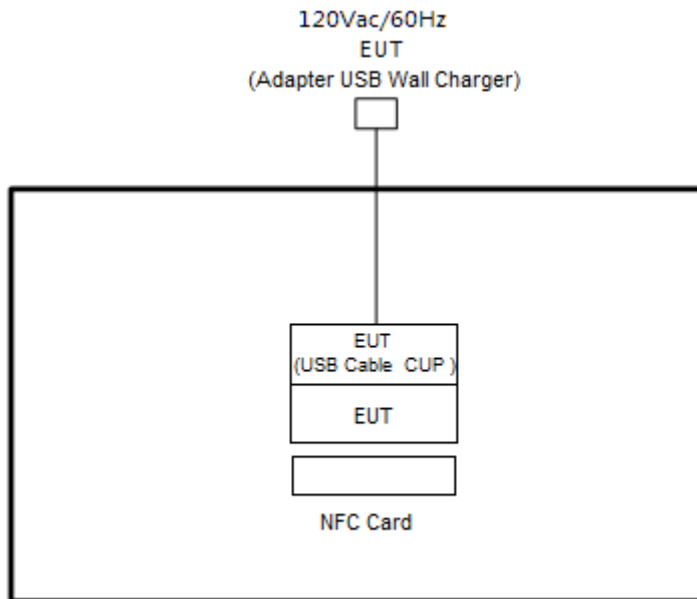 120Vac/60Hz
EUT
(Adapter USB Wall Charger)
EUT
(USB Cable CUP )
EUT
NFC Card